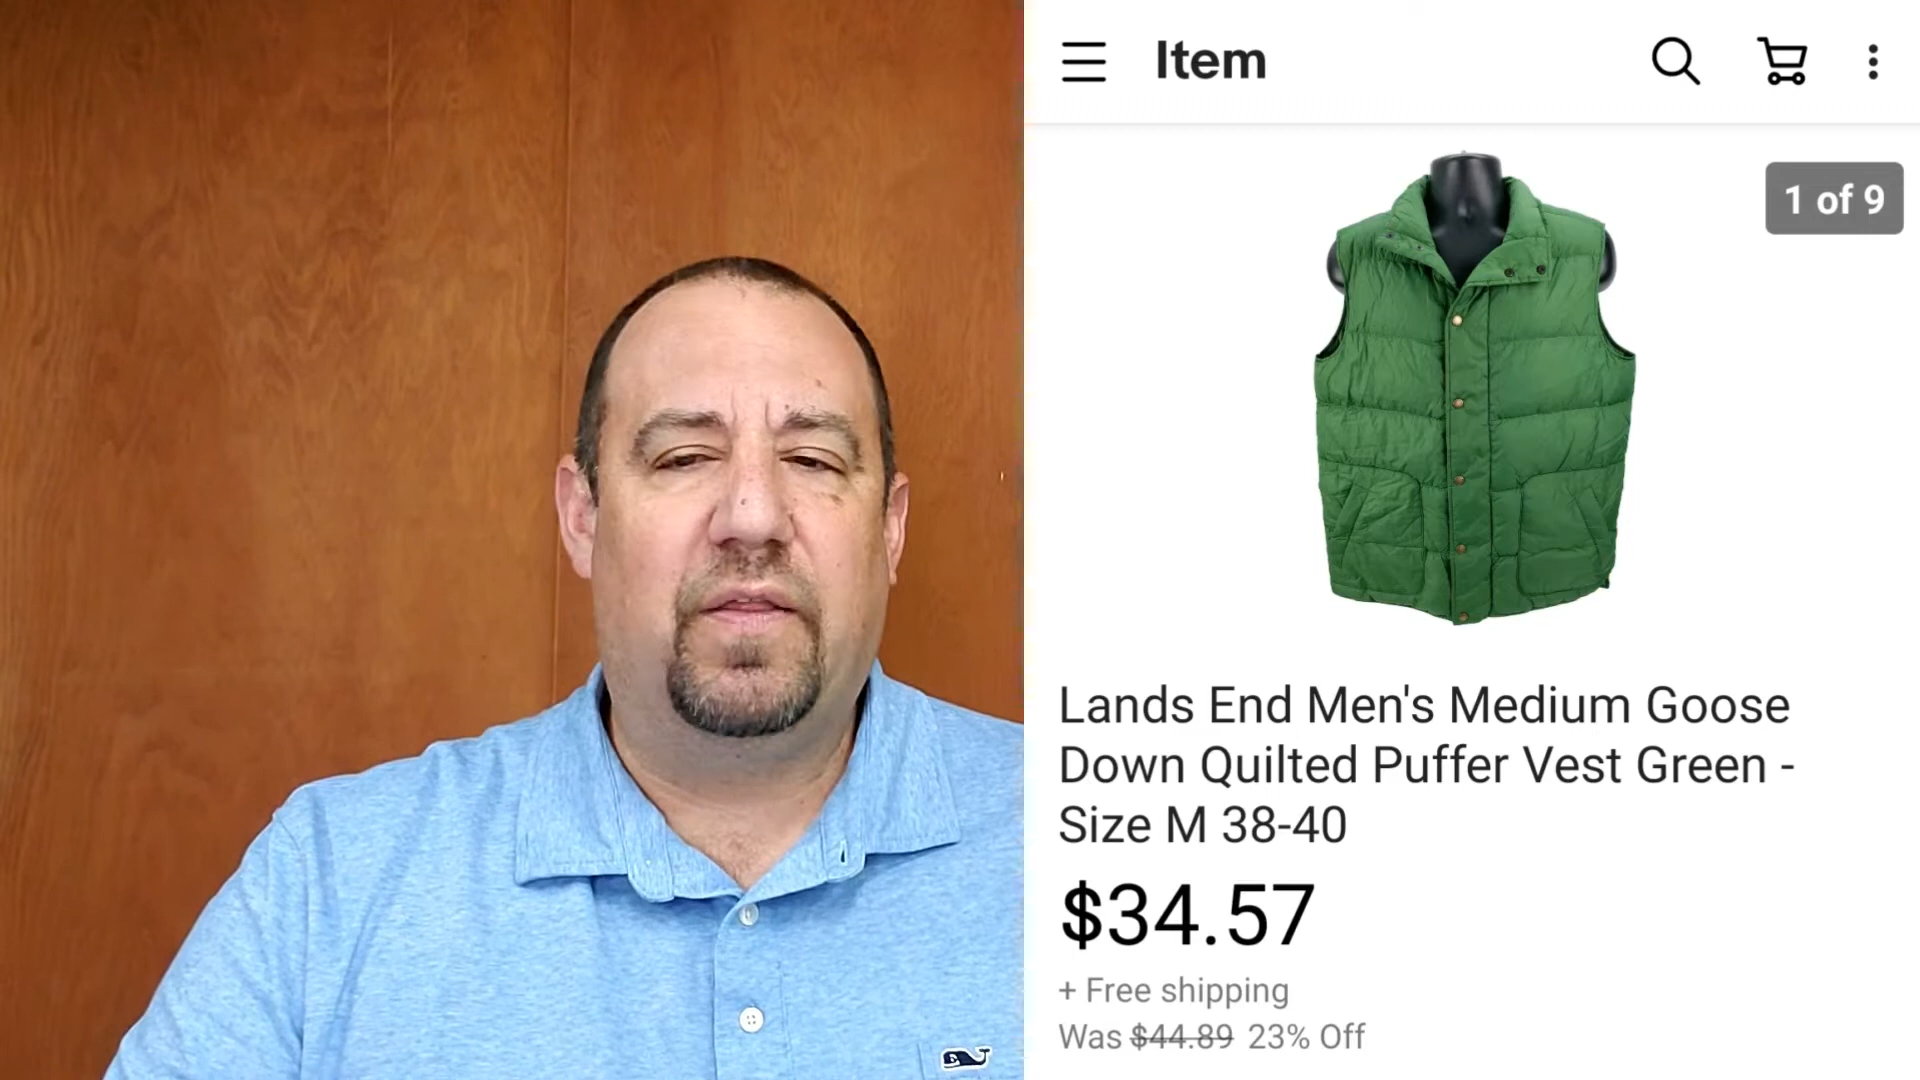 Item
1 of 9
Lands End Men's Medium Goose
Down Quilted Puffer Vest Green -
Size M 38-40
$34.57
+ Free shipping
Was $44.89 23% Off